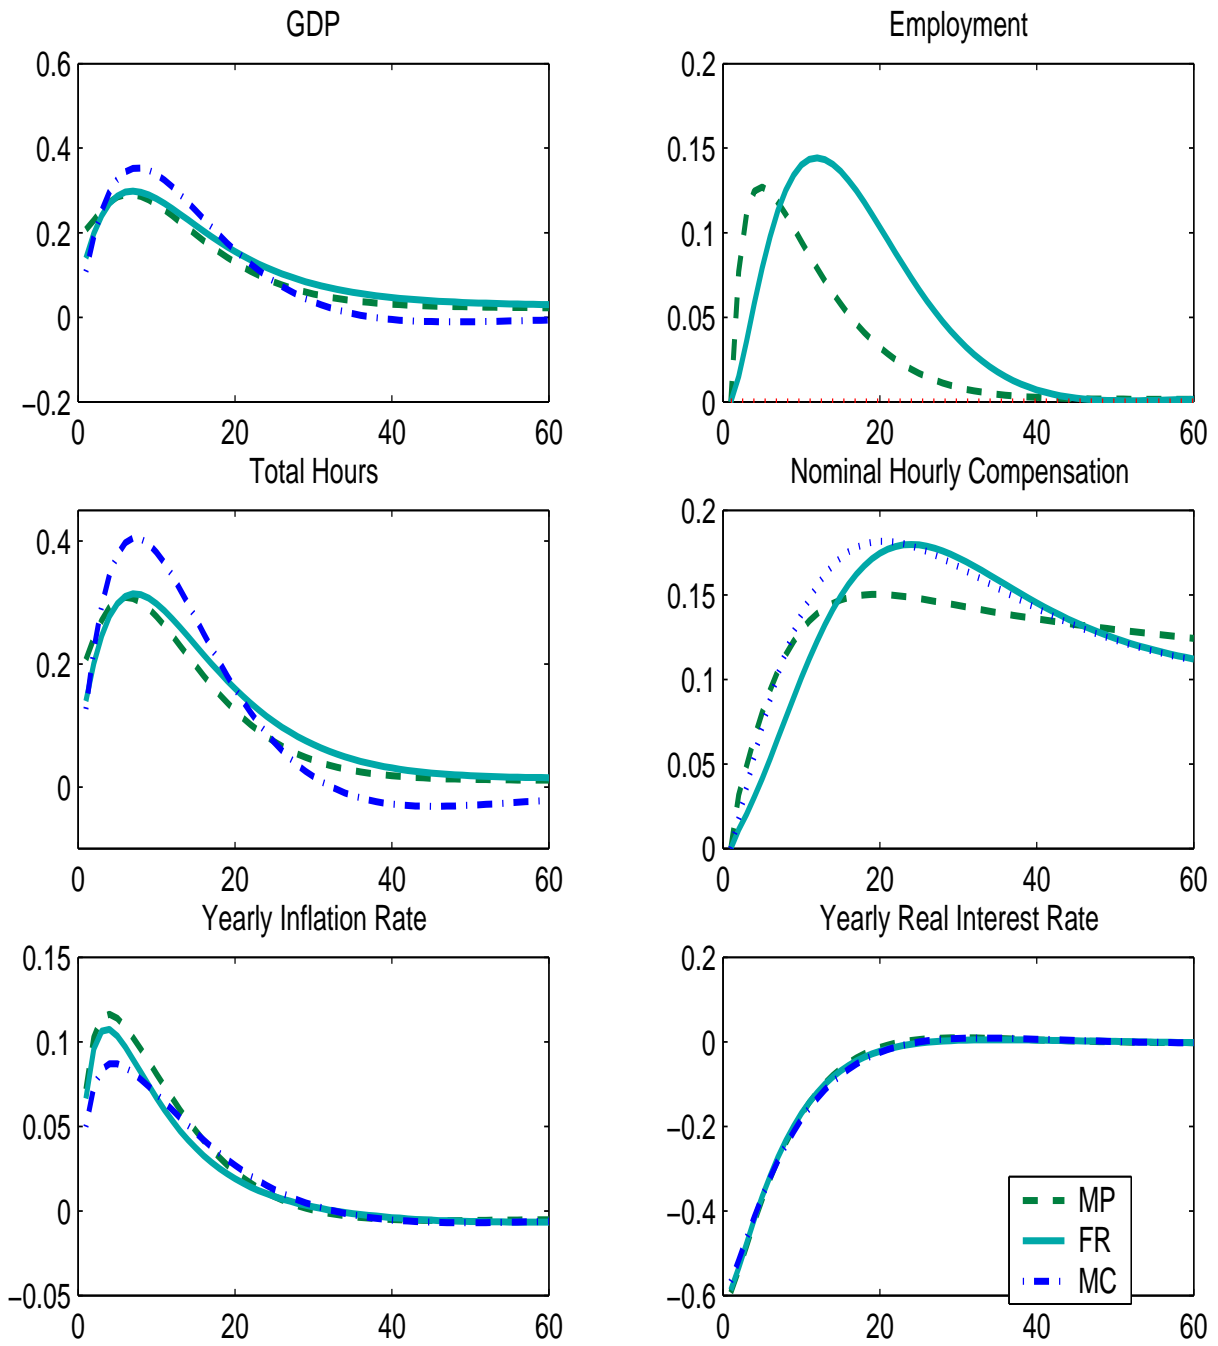 GDP
Employment
0.6
0.4
0.2
0
−0.2
0 20 40 60
0.2
0.15
0.1
0.05
0
0 20 40 60
Total Hours
Nominal Hourly Compensation
0.4
0.2
0
0 20 40 60
0.2
0.15
0.1
0.05
0
0 20 40 60
Yearly Inflation Rate
Yearly Real Interest Rate
0.15
0.1
0.05
0
−0.05
0 20 40 60
0.2
0
−0.2
−0.4
−0.6
0 20 40 60
MP
FR
MC